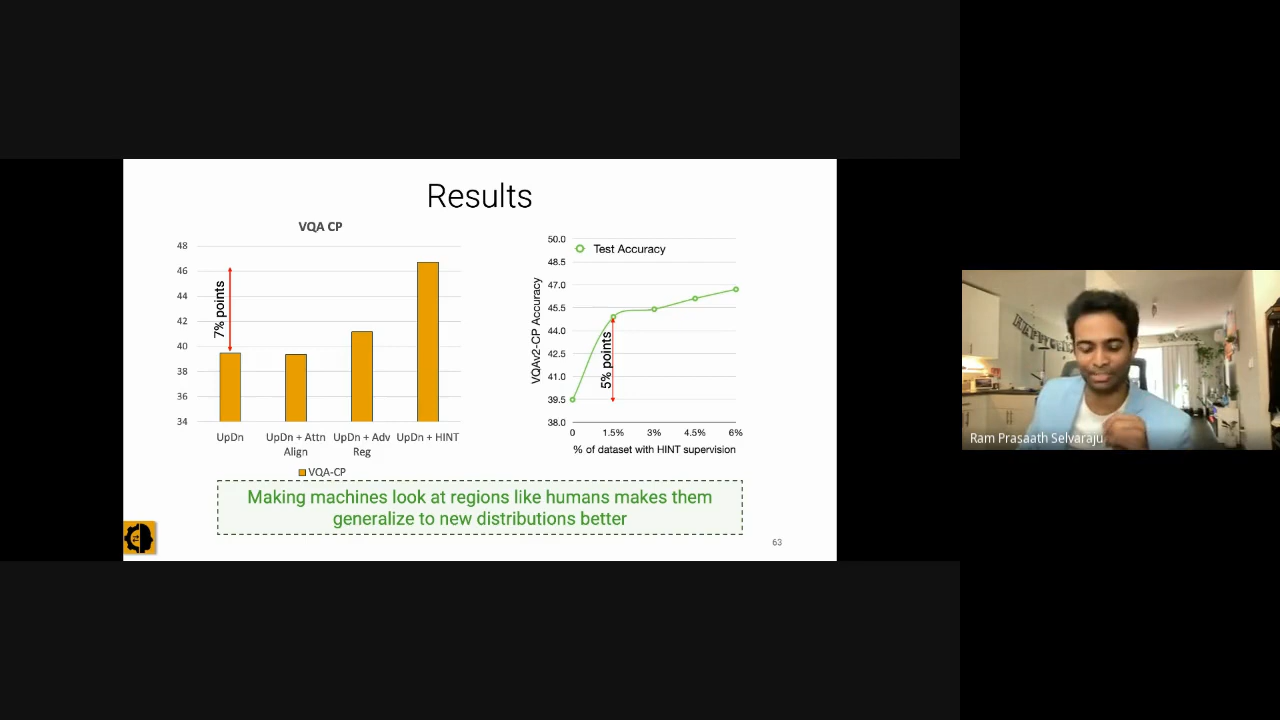 Results
VQA CP
48
46
44
42
40
38
36
34
7% points
UpDn
UpDn + Attn Align
UpDn + Adv Reg
UpDn + HINT
VQA-CP
50.0
48.5
47.0
45.5
44.0
42.5
41.0
39.5
38.0
Test Accuracy
VQAv2-CP Accuracy
5% points
0
1.5%
3%
4.5%
6%
% of dataset with HINT supervision
Making machines look at regions like humans makes them
generalize to new distributions better
63
Ram Prasaath Selvaraju